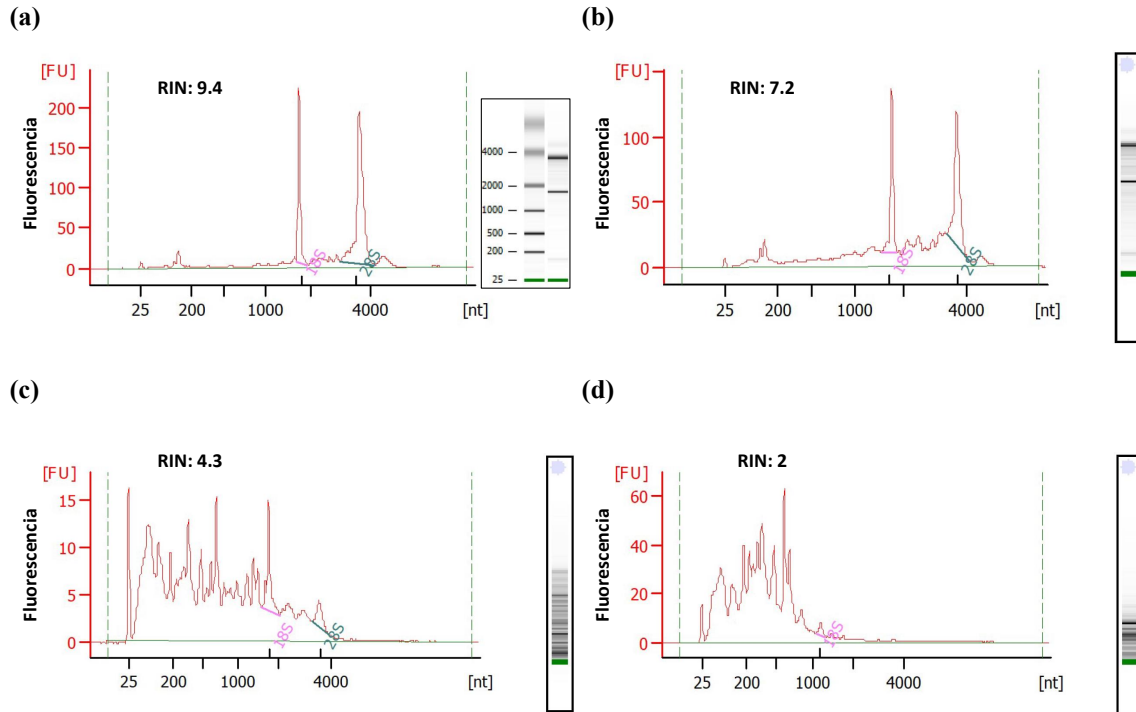 (a)
[FU]
RIN: 9.4
Fluorescencia
200
150
100
50
0
18S
28S
25 200 1000 4000 [nt]
4000
2000
1000
500
200
25
(b)
[FU]
RIN: 7.2
Fluorescencia
100
50
0
18S
28S
25 200 1000 4000 [nt]
(c)
[FU]
RIN: 4.3
Fluorescencia
15
10
5
0
18S
28S
25 200 1000 4000 [nt]
(d)
[FU]
RIN: 2
Fluorescencia
60
40
20
0
18S
25 200 1000 4000 [nt]